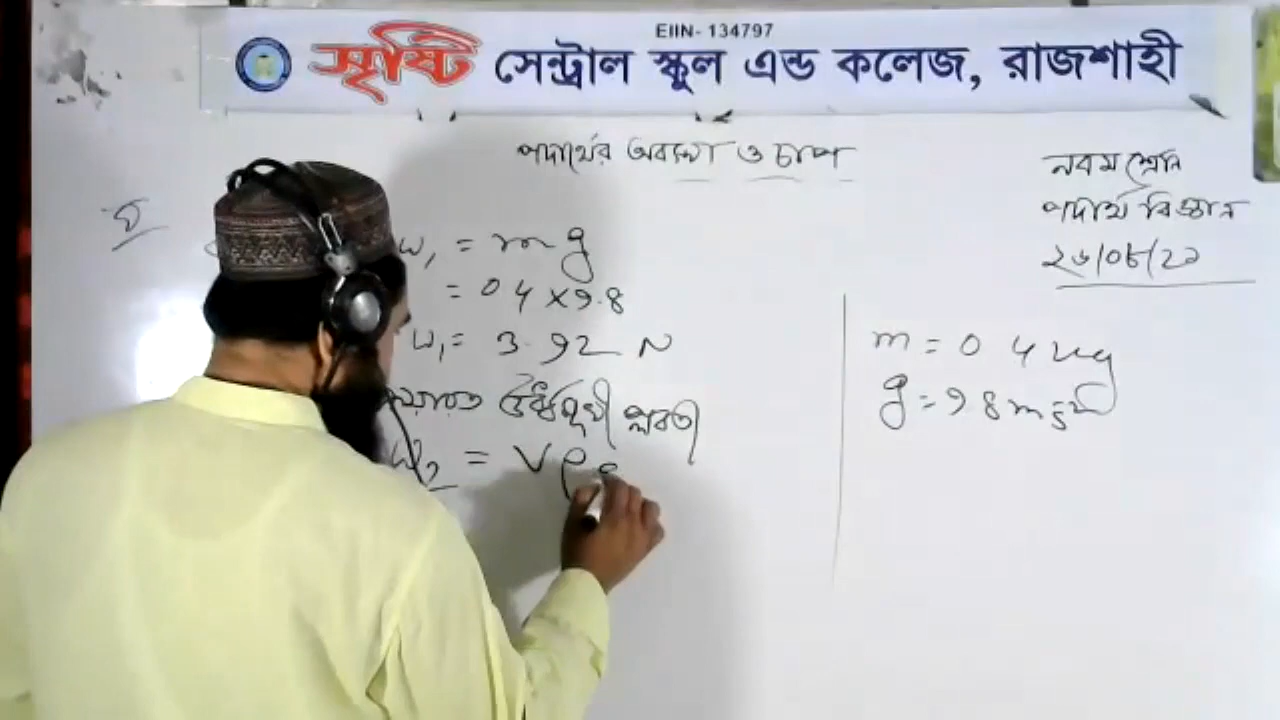 EIIN- 134797
সৃষ্টি সেন্ট্রাল স্কুল এন্ড কলেজ, রাজশাহী
পদার্থের অবস্থা ও চাপ
নবম শ্রেণি
পদার্থ বিজ্ঞান
২৬/০৮/২১
ঘ
W₁ = mg
= 0.4 × 9.8
W₁ = 3.92 N
ঊর্ধ্বমুখী প্লবতা
W₂ = Vρg
m = 0.4 kg
g = 9.8 ms⁻²